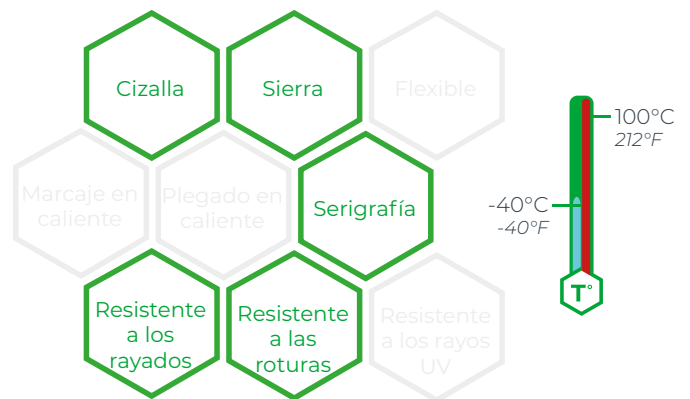 Cizalla
Sierra
Flexible
Marcaje en
caliente
Plegado en
caliente
Serigrafía
Resistente
a los
rayados
Resistente
a las
roturas
Resistente
a los rayos
UV
100°C
212°F
-40°C
-40°F
T°